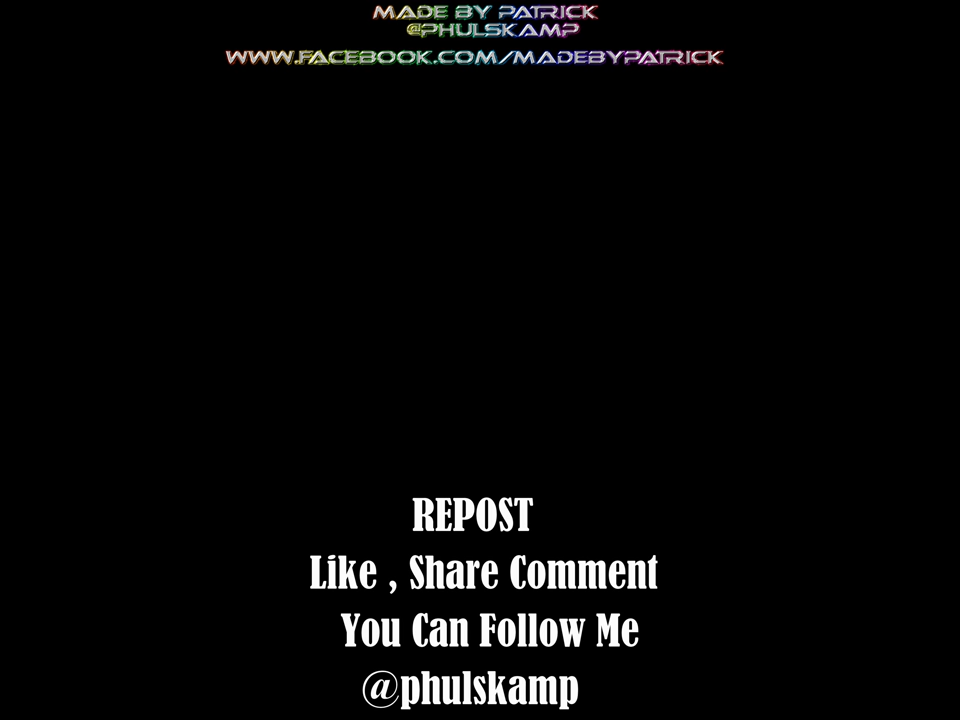 MADE BY PATRICK
@PHULSKAMP
WWW.FACEBOOK.COM/MADEBYPATRICK
REPOST
Like , Share Comment
You Can Follow Me
@phulskamp